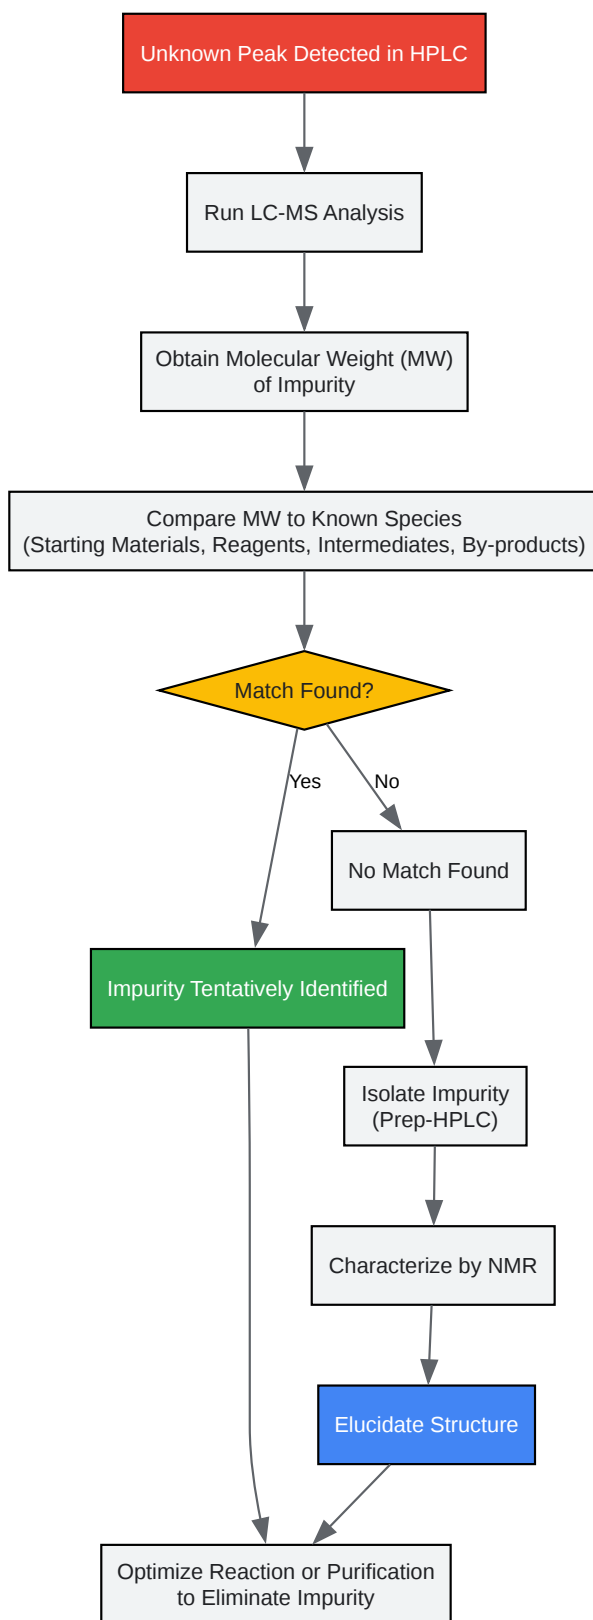 Unknown Peak Detected in HPLC
Run LC-MS Analysis
Obtain Molecular Weight (MW)
of Impurity
Compare MW to Known Species
(Starting Materials, Reagents, Intermediates, By-products)
Match Found?
Yes
No
No Match Found
Impurity Tentatively Identified
Isolate Impurity
(Prep-HPLC)
Characterize by NMR
Elucidate Structure
Optimize Reaction or Purification
to Eliminate Impurity